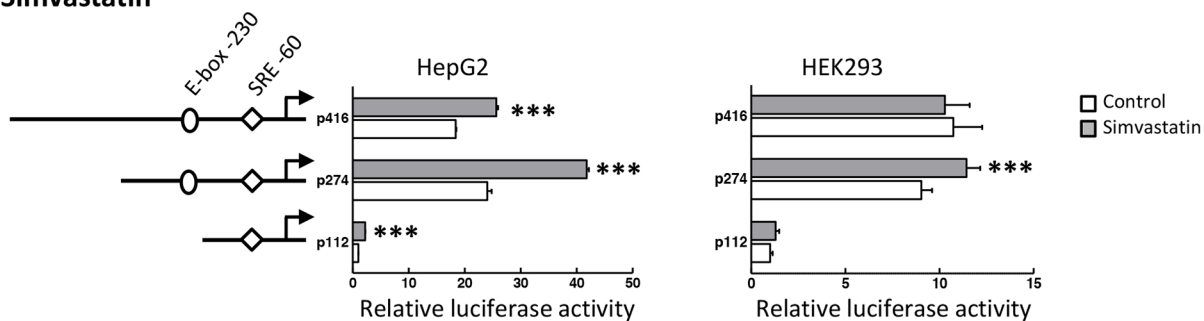 Simvastatin
E-box -230
SRE -60
HepG2
p416
***
p274
***
p112
***
0 10 20 30 40 50
Relative luciferase activity
HEK293
p416
p274
***
p112
0 5 10 15
Relative luciferase activity
Control
Simvastatin